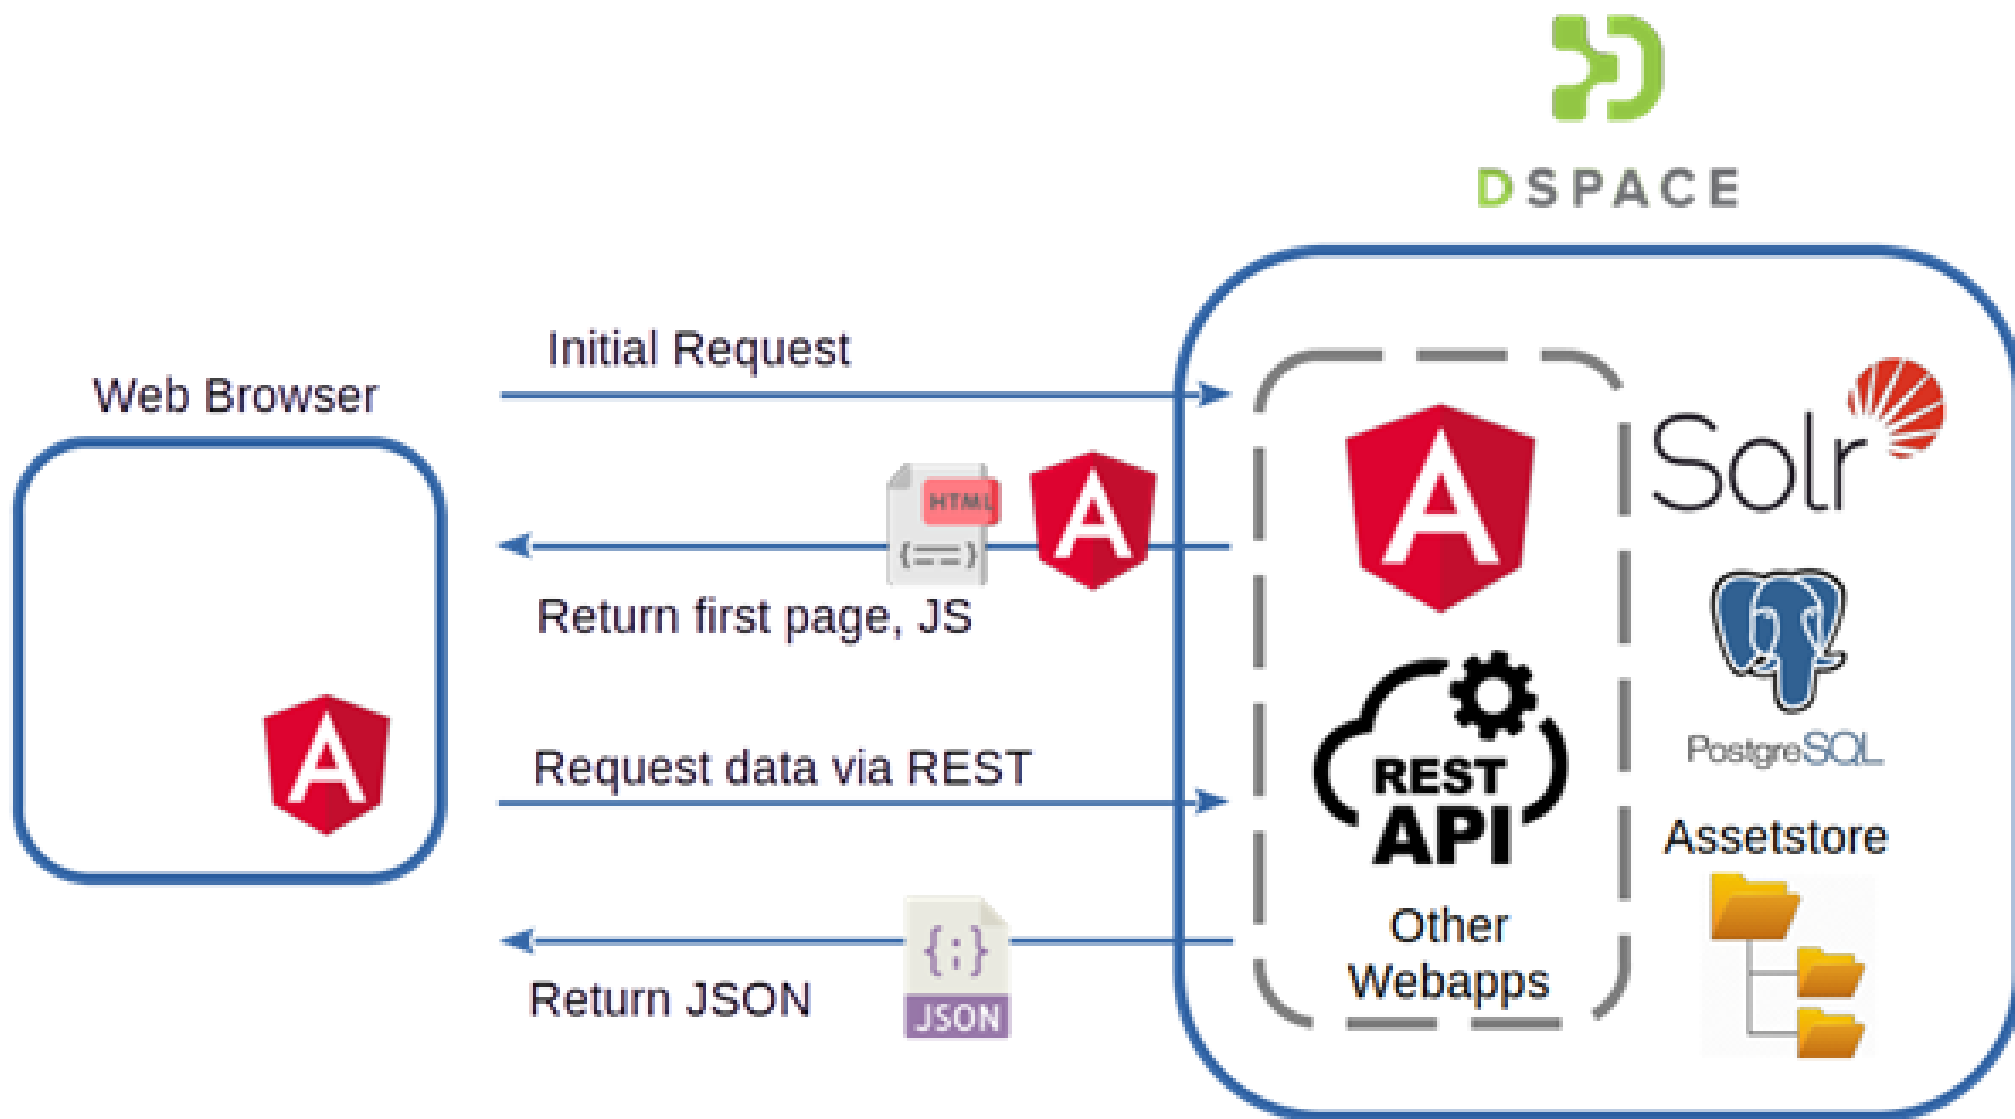 DSPACE
Initial Request
Web Browser
Solr
HTML
{==}
Return first page, JS
PostgreSQL
Request data via REST
REST
API
Assetstore
Other
Webapps
{:}
Return JSON
JSON